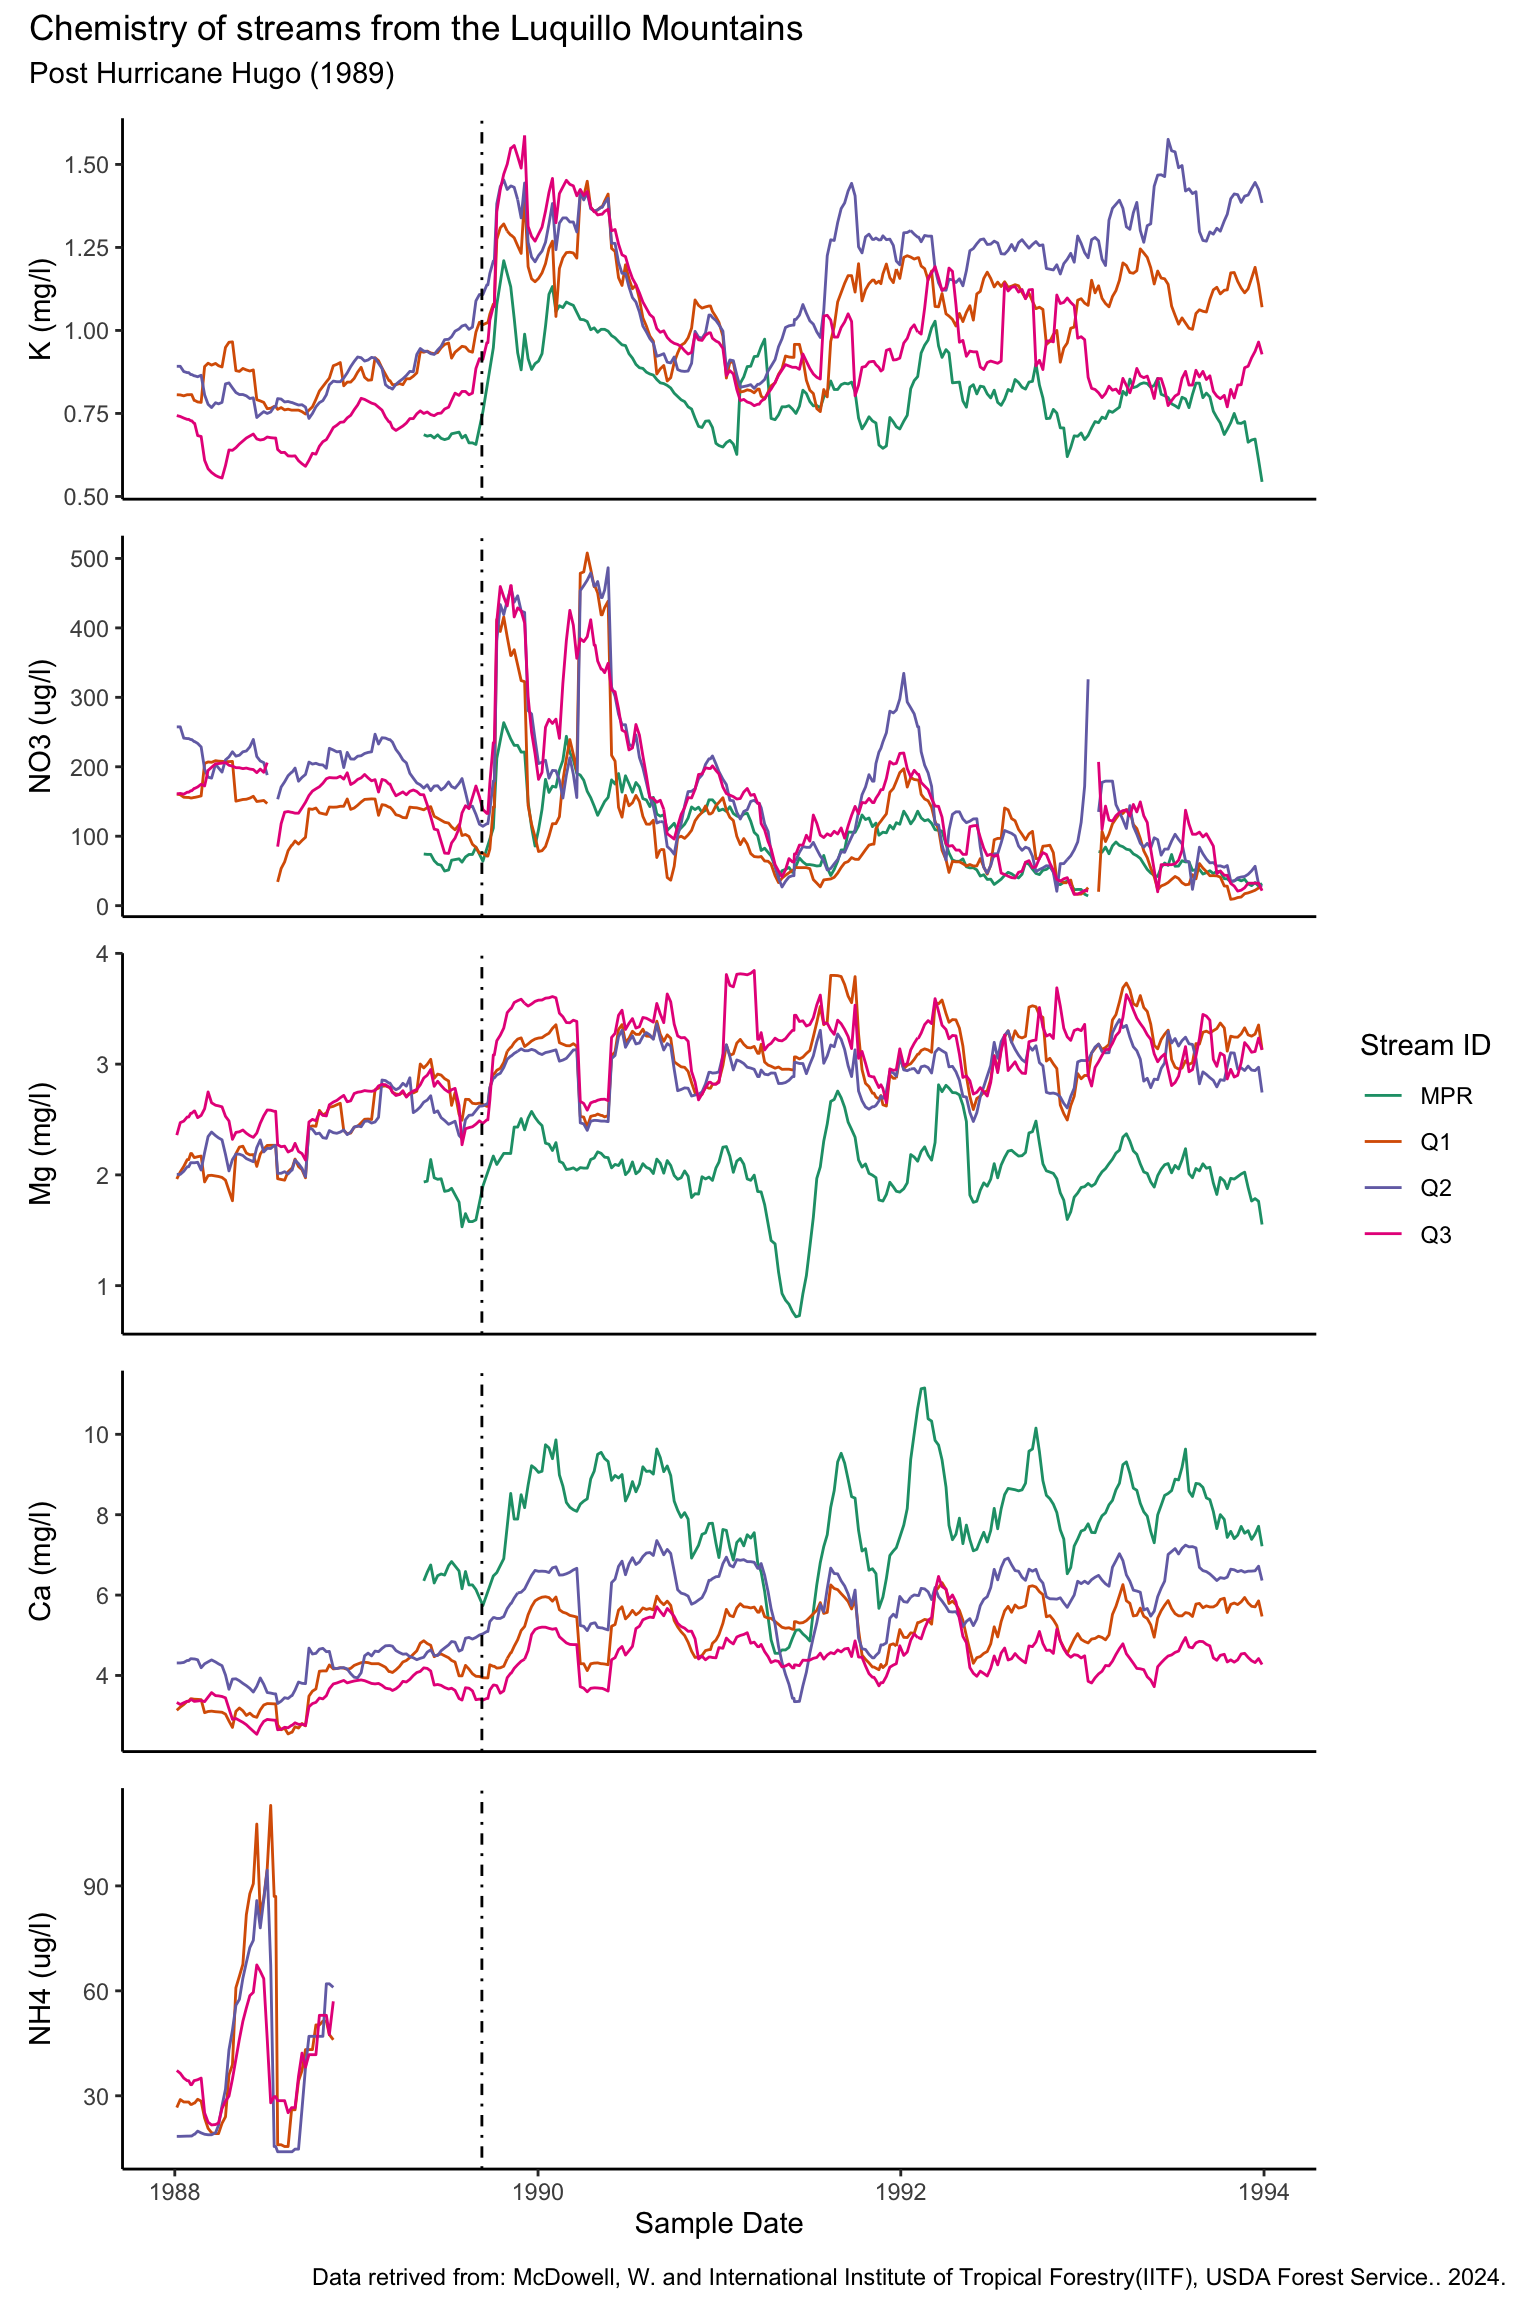 Chemistry of streams from the Luquillo Mountains
Post Hurricane Hugo (1989)
K (mg/l)
1.50
1.25
1.00
0.75
0.50
NO3 (ug/l)
500
400
300
200
100
0
Mg (mg/l)
4
3
2
1
Ca (mg/l)
10
8
6
4
NH4 (ug/l)
90
60
30
1988 1990 1992 1994
Sample Date
Stream ID
MPR
Q1
Q2
Q3
Data retrived from: McDowell, W. and International Institute of Tropical Forestry(IITF), USDA Forest Service.. 2024.